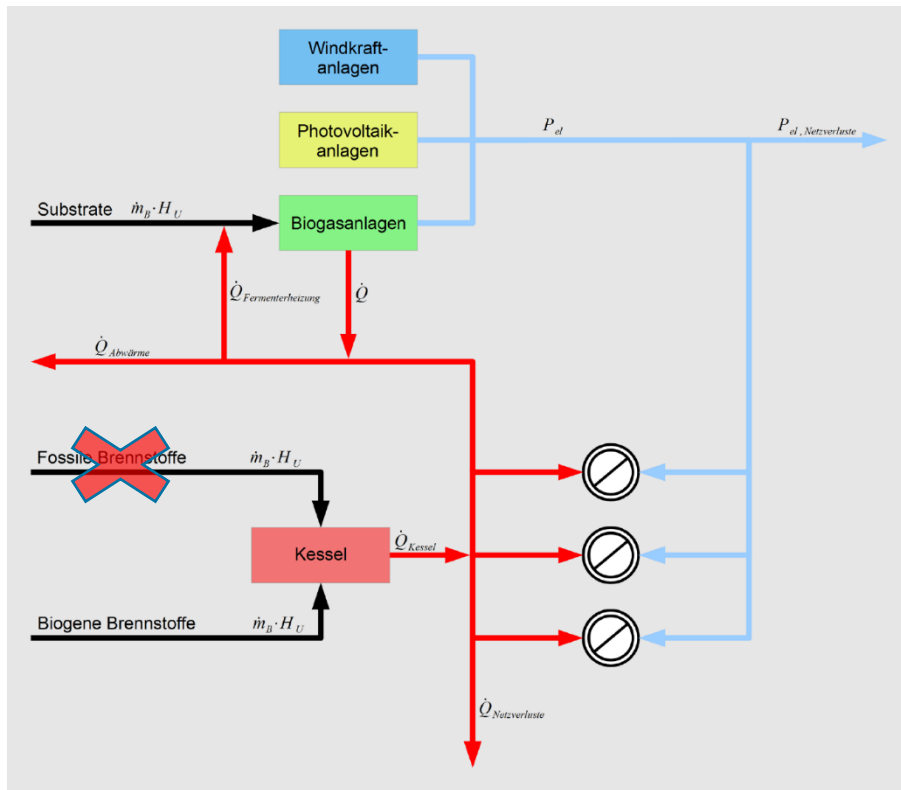 Windkraft-
anlagen
Photovoltaik-
anlagen
P_el
P_el, Netzverluste
Substrate ṁ_B·H_U
Biogasanlagen
Q̇_Fermenterheizung
Q̇
Q̇_Abwärme
Fossile Brennstoffe ṁ_B·H_U
Kessel
Q̇_Kessel
Biogene Brennstoffe ṁ_B·H_U
Q̇_Netzverluste